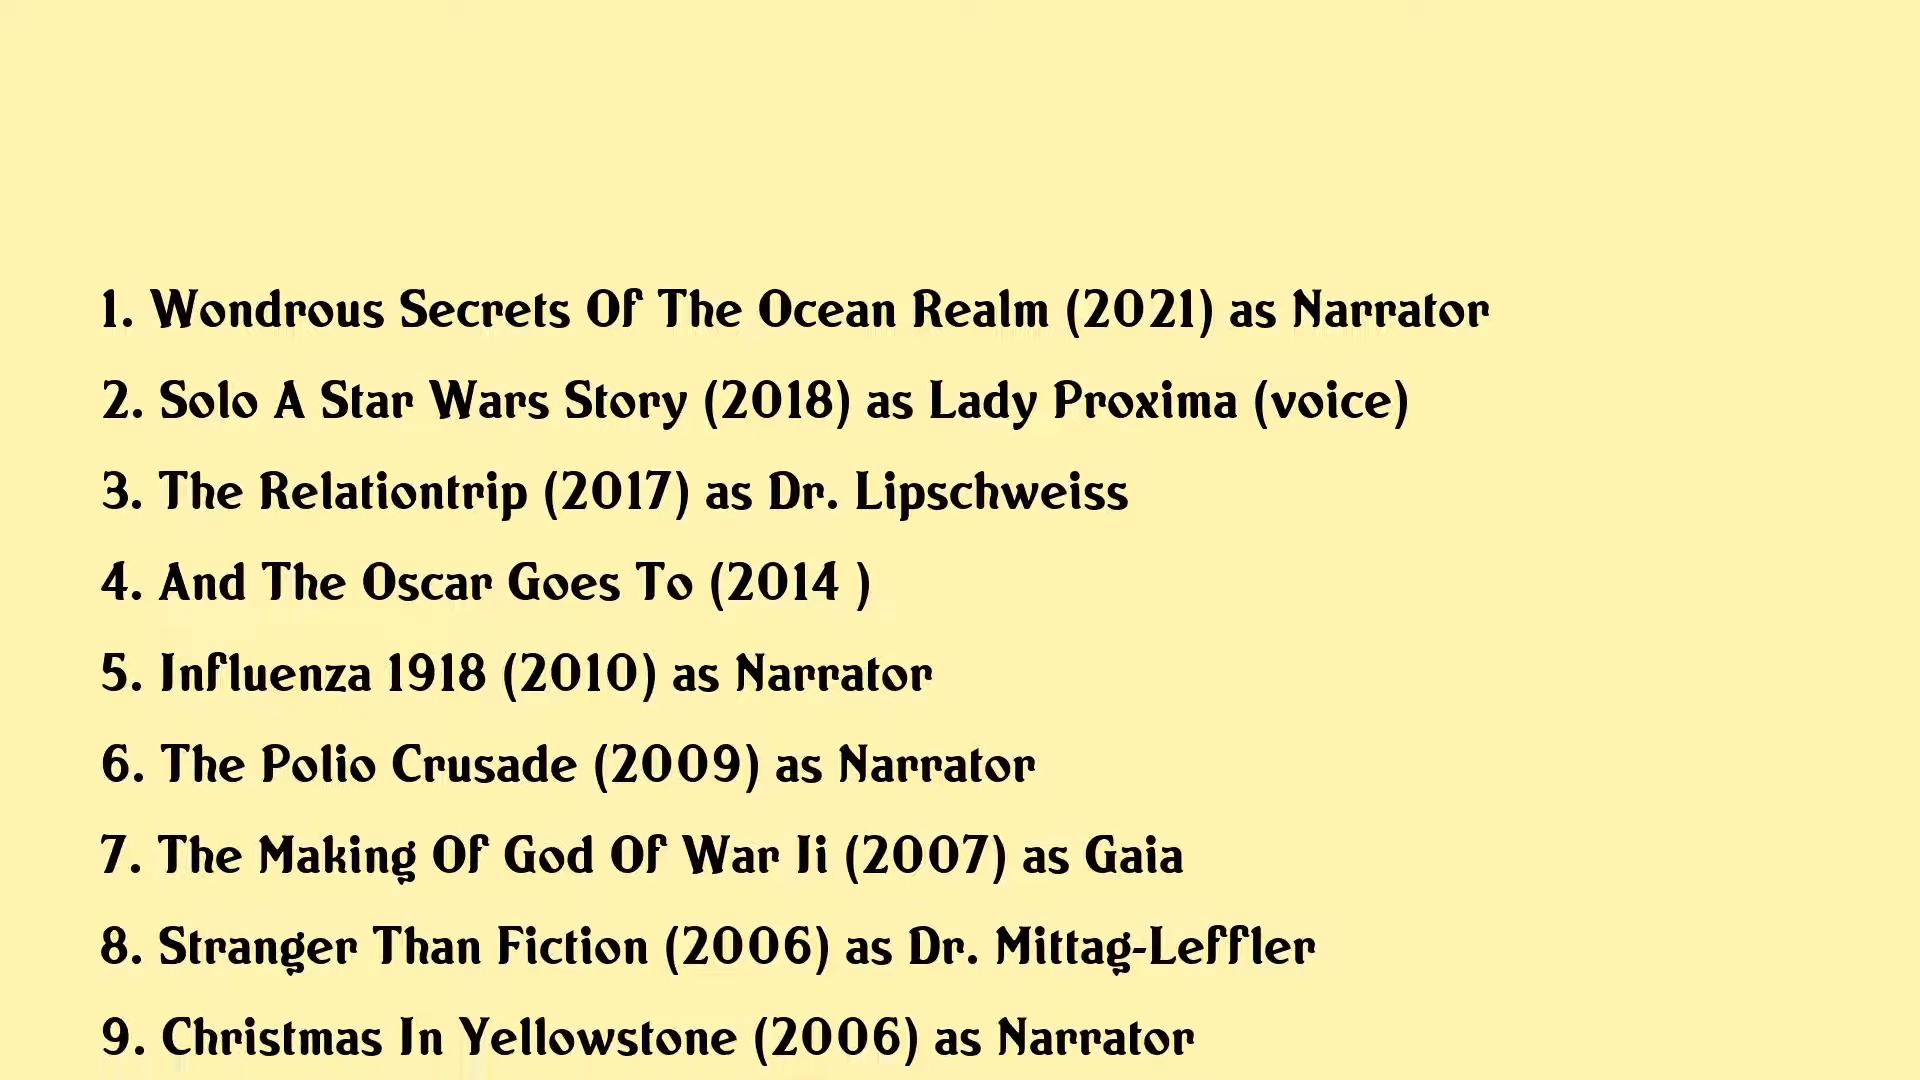 1. Wondrous Secrets Of The Ocean Realm (2021) as Narrator
2. Solo A Star Wars Story (2018) as Lady Proxima (voice)
3. The Relationtrip (2017) as Dr. Lipschweiss
4. And The Oscar Goes To (2014 )
5. Influenza 1918 (2010) as Narrator
6. The Polio Crusade (2009) as Narrator
7. The Making Of God Of War Ii (2007) as Gaia
8. Stranger Than Fiction (2006) as Dr. Mittag-Leffler
9. Christmas In Yellowstone (2006) as Narrator